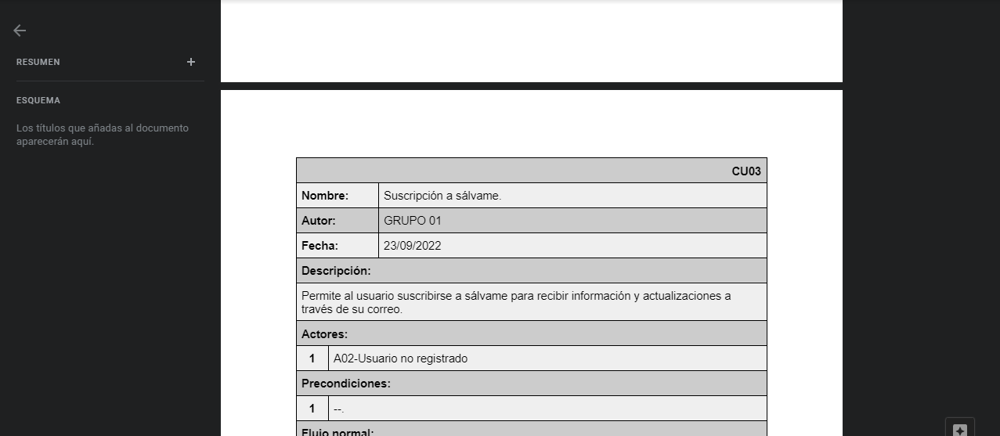 RESUMEN
ESQUEMA
Los títulos que añadas al documento
aparecerán aquí.
CU03
Nombre: Suscripción a sálvame.
Autor: GRUPO 01
Fecha: 23/09/2022
Descripción:
Permite al usuario suscribirse a sálvame para recibir información y actualizaciones a
través de su correo.
Actores:
1 A02-Usuario no registrado
Precondiciones:
1 --.
Flujo normal: